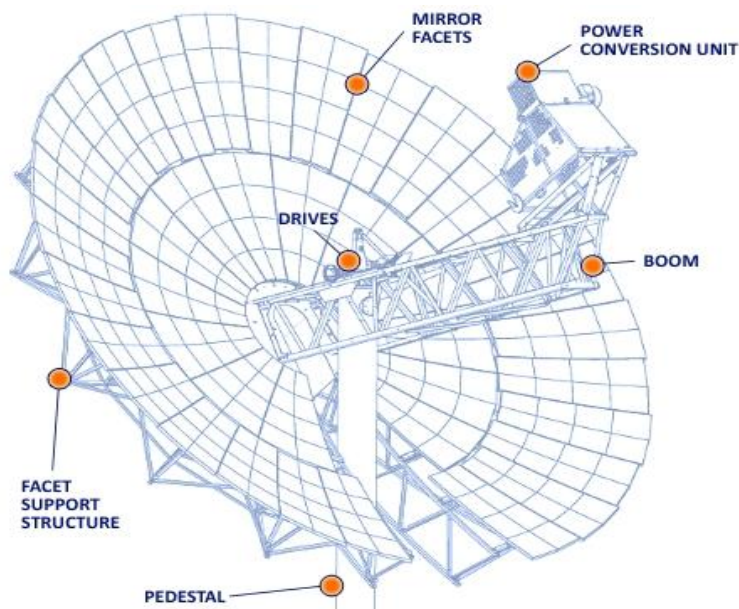 MIRROR
FACETS
POWER
CONVERSION UNIT
DRIVES
BOOM
FACET
SUPPORT
STRUCTURE
PEDESTAL